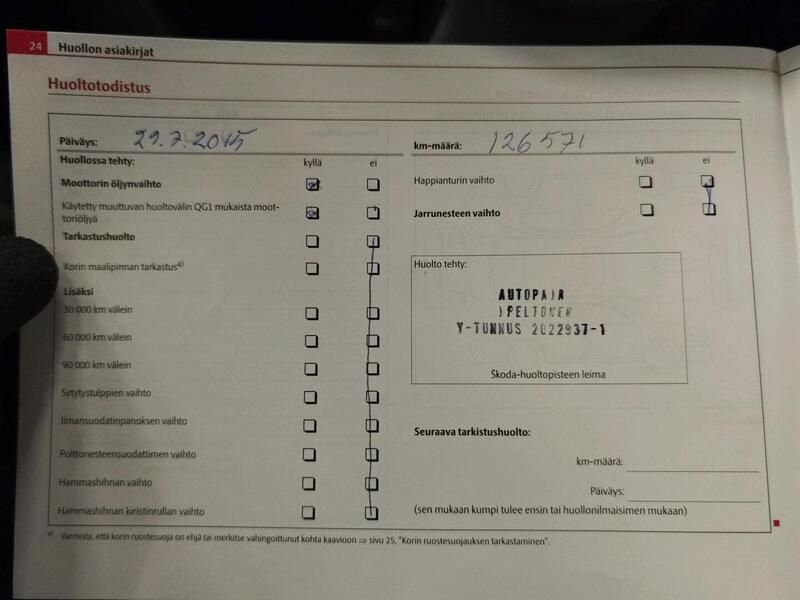 24 Huollon asiakirjat
Huoltotodistus
Päiväys: 29.7.2015
Huollossa tehty: kyllä ei
Moottorin öljynvaihto
Käytetty muuttuvan huoltovälin QG1 mukaista moot-
toriöljyä
Tarkastushuolto
Korin maalipinnan tarkastus a)
Lisäksi
30 000 km välein
60 000 km välein
90 000 km välein
Sytytystulppien vaihto
Ilmansuodatinpanoksen vaihto
Polttonesteensuodattimen vaihto
Hammashihnan vaihto
Hammashihnan kiristinrullan vaihto
km-määrä: 126571
kyllä ei
Happianturin vaihto
Jarrunesteen vaihto
Huolto tehty:
AUTOPAJA
PELTONEN
Y-TUNNUS 2022937-1
Škoda-huoltopisteen leima
Seuraava tarkistushuolto:
km-määrä:
Päiväys:
(sen mukaan kumpi tulee ensin tai huollonilmaisimen mukaan)
a) Varmista, että korin ruostesuoja on ehjä tai merkitse vahingoittunut kohta kaavioon ⇒ sivu 25, "Korin ruostesuojauksen tarkastaminen".